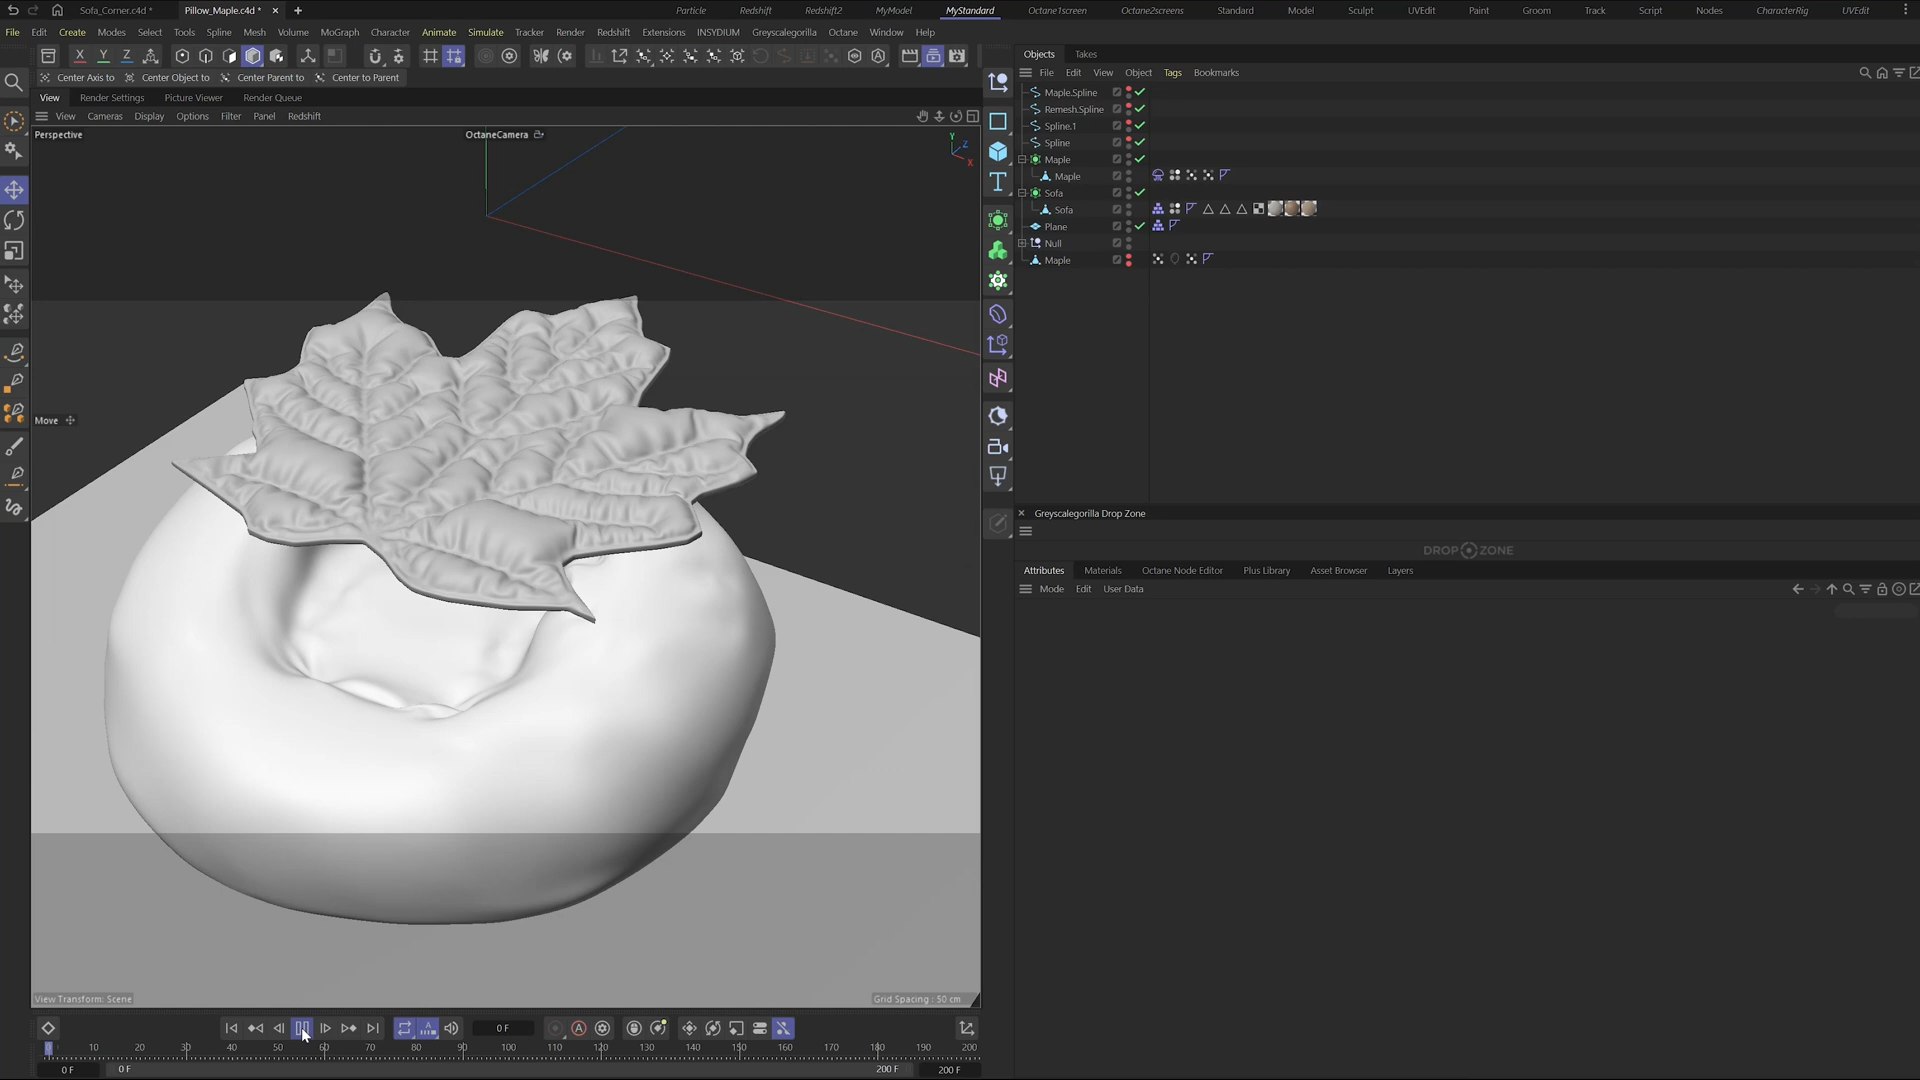 Sofa_Corner.c4d *
Pillow_Maple.c4d *
Particle Redshift Redshift2 MyModel MyStandard Octane1screen Octane2screens Standard Model Sculpt UVEdit Paint Groom Track Script Nodes CharacterRig UVEdit
File Edit Create Modes Select Tools Spline Mesh Volume MoGraph Character Animate Simulate Tracker Render Redshift Extensions INSYDIUM Greyscalegorilla Octane Window Help
X Y Z
Center Axis to Center Object to Center Parent to Center to Parent
View Render Settings Picture Viewer Render Queue
View Cameras Display Options Filter Panel Redshift
Perspective
OctaneCamera
Y
Z
X
Move
View Transform: Scene
Grid Spacing : 50 cm
0 F
0 10 20 30 40 50 60 70 80 90 100 110 120 130 140 150 160 170 180 190 200
0 F 0 F 200 F 200 F
Objects Takes
File Edit View Object Tags Bookmarks
Maple.Spline
Remesh.Spline
Spline.1
Spline
Maple
Maple
Sofa
Sofa
Plane
Null
Maple
Greyscalegorilla Drop Zone
DROP ZONE
Attributes Materials Octane Node Editor Plus Library Asset Browser Layers
Mode Edit User Data